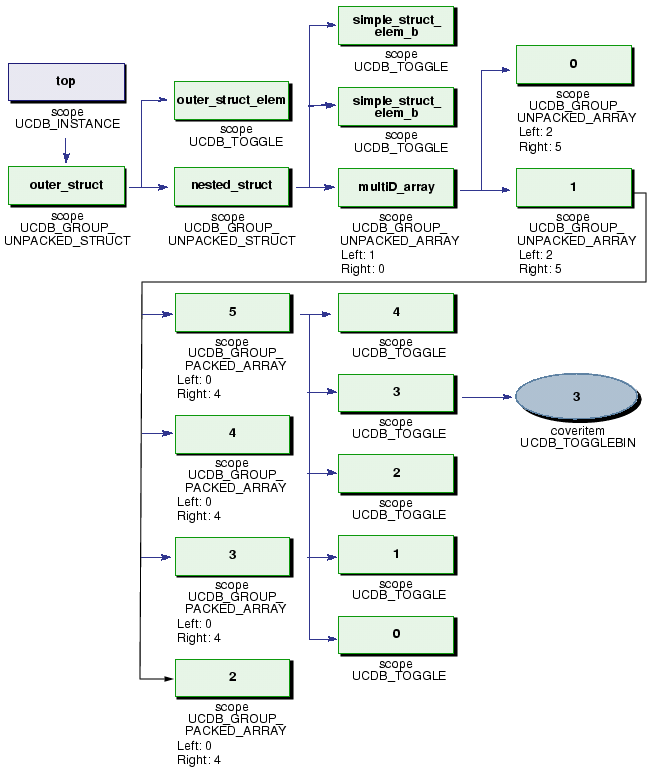 top
scope
UCDB_INSTANCE
outer_struct
scope
UCDB_GROUP_
UNPACKED_STRUCT
outer_struct_elem
scope
UCDB_TOGGLE
nested_struct
scope
UCDB_GROUP_
UNPACKED_STRUCT
simple_struct_
elem_b
scope
UCDB_TOGGLE
simple_struct_
elem_b
scope
UCDB_TOGGLE
multiD_array
scope
UCDB_GROUP_
UNPACKED_ARRAY
Left: 1
Right: 0
0
scope
UCDB_GROUP_
UNPACKED_ARRAY
Left: 2
Right: 5
1
scope
UCDB_GROUP_
UNPACKED_ARRAY
Left: 2
Right: 5
5
scope
UCDB_GROUP_
PACKED_ARRAY
Left: 0
Right: 4
4
scope
UCDB_GROUP_
PACKED_ARRAY
Left: 0
Right: 4
3
scope
UCDB_GROUP_
PACKED_ARRAY
Left: 0
Right: 4
2
scope
UCDB_GROUP_
PACKED_ARRAY
Left: 0
Right: 4
4
scope
UCDB_TOGGLE
3
scope
UCDB_TOGGLE
2
scope
UCDB_TOGGLE
1
scope
UCDB_TOGGLE
0
scope
UCDB_TOGGLE
3
coveritem
UCDB_TOGGLEBIN